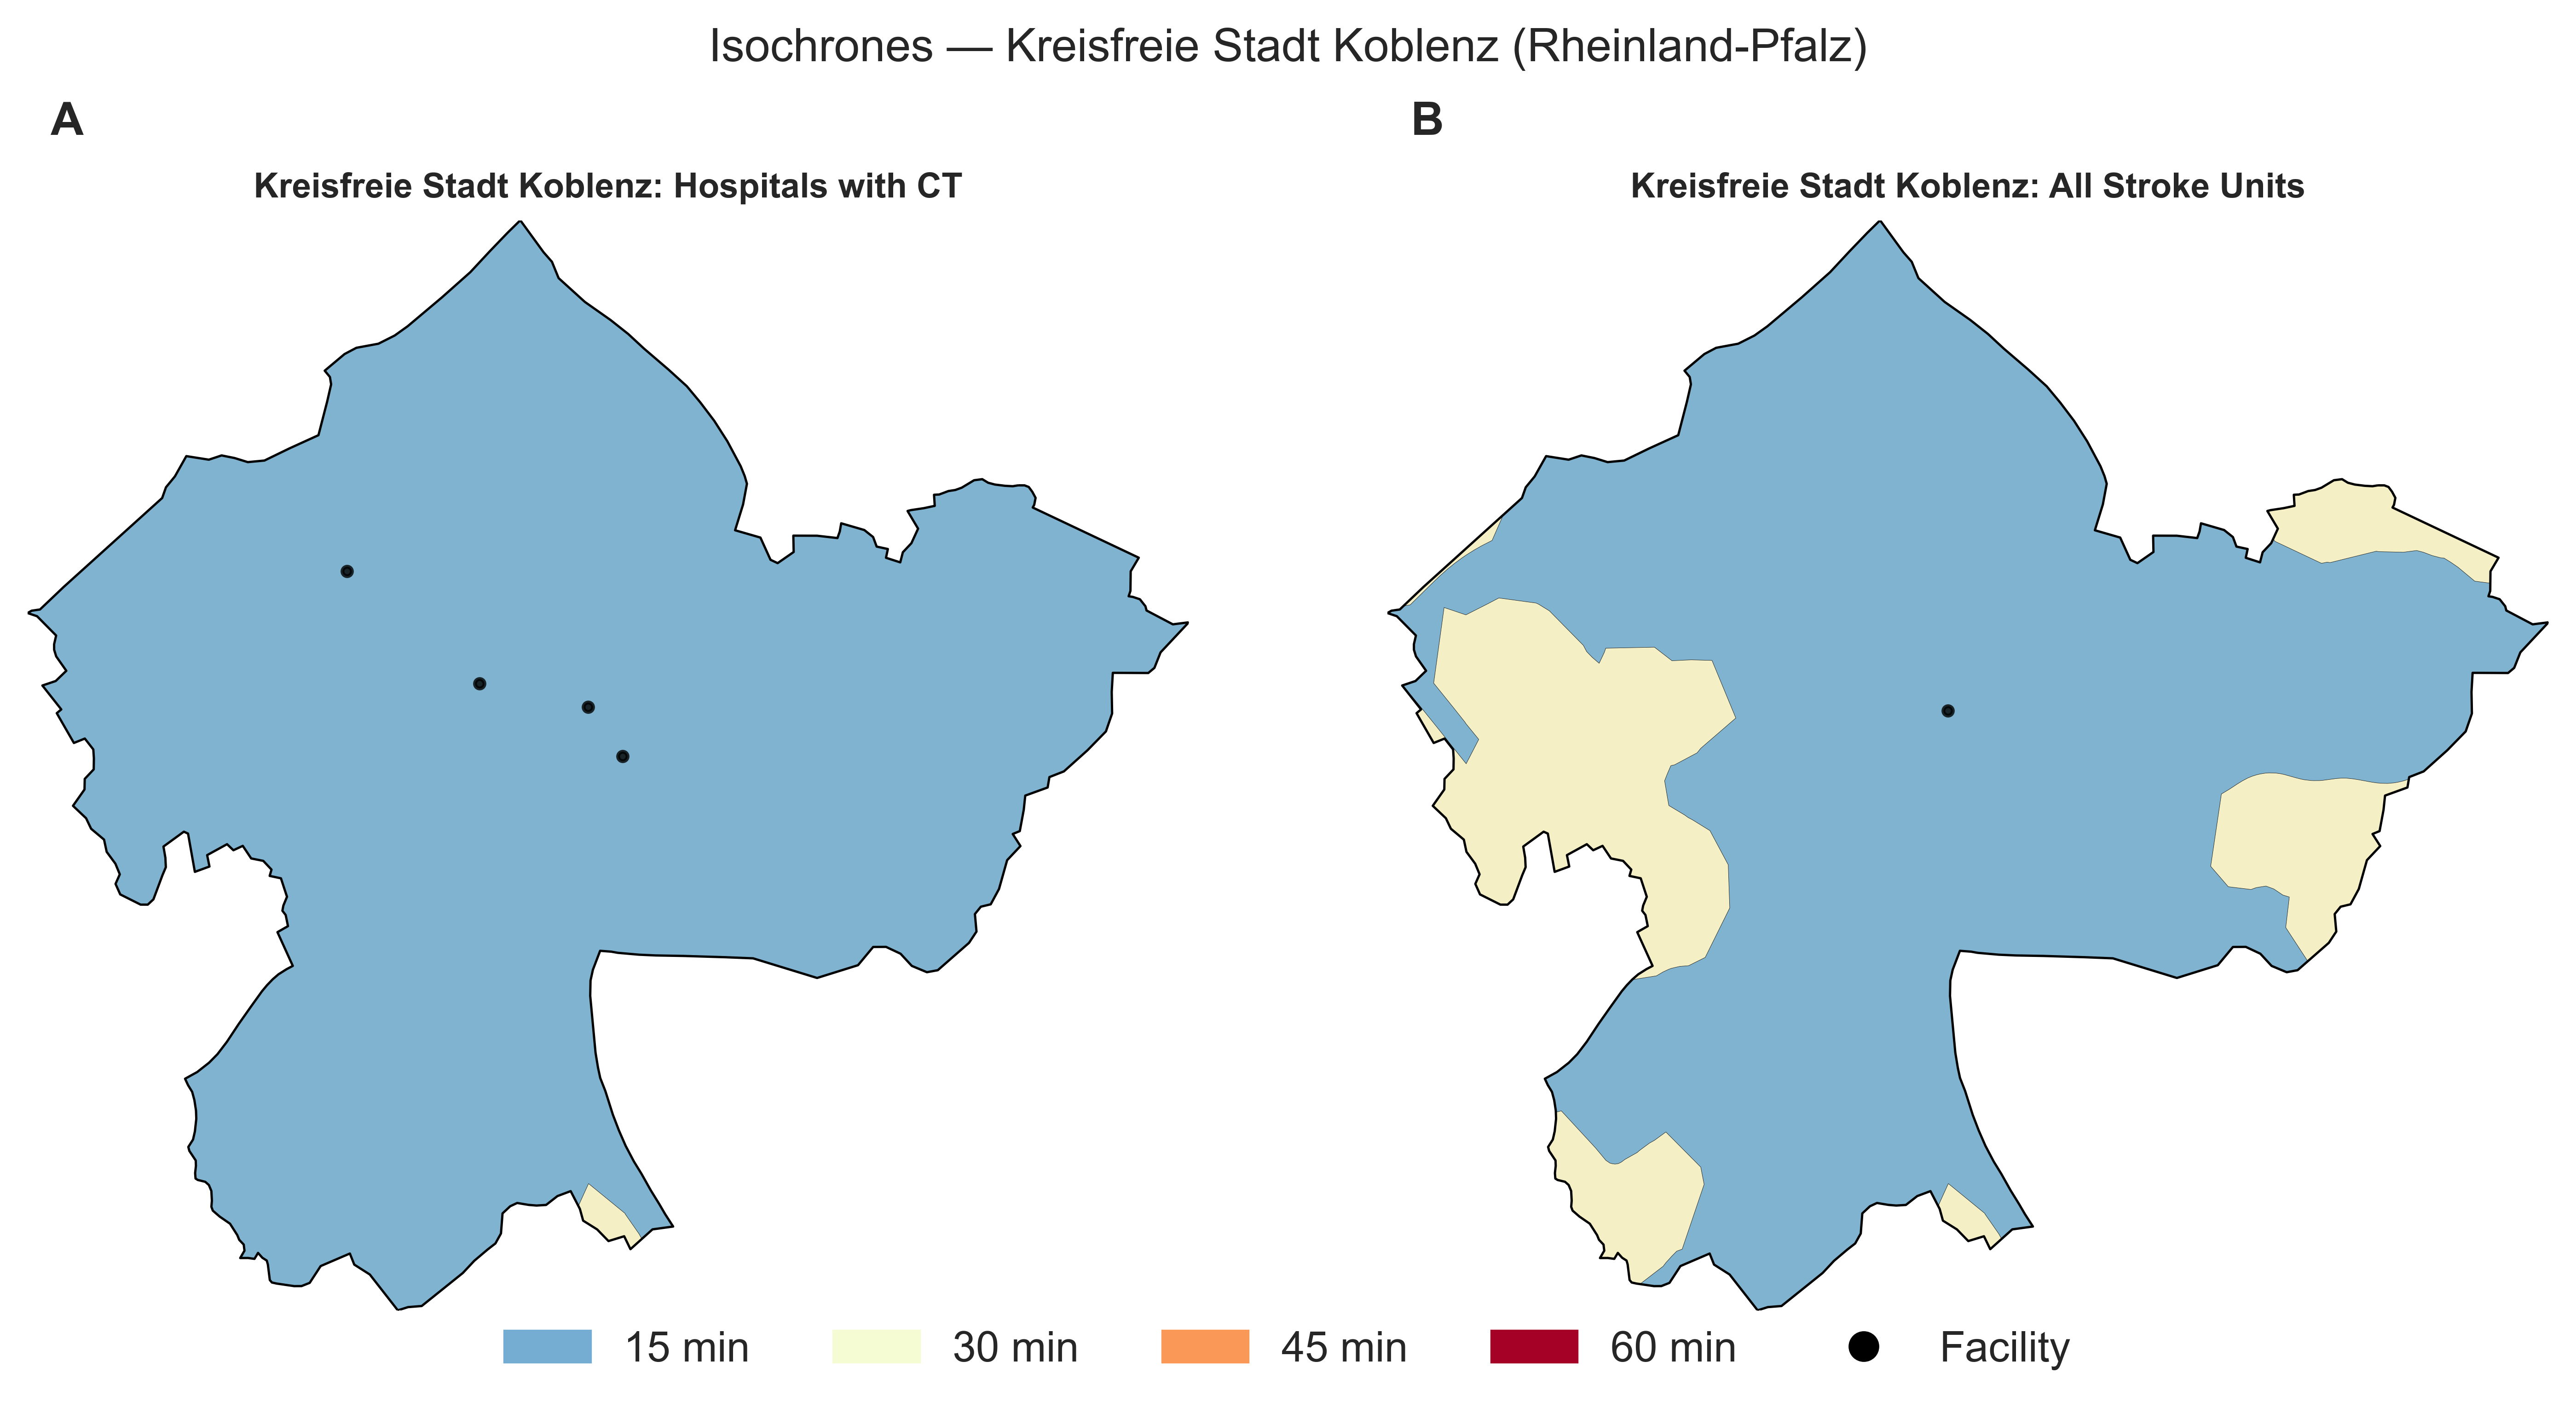 Isochrones — Kreisfreie Stadt Koblenz (Rheinland-Pfalz)
A
B
Kreisfreie Stadt Koblenz: Hospitals with CT
Kreisfreie Stadt Koblenz: All Stroke Units
15 min
30 min
45 min
60 min
Facility